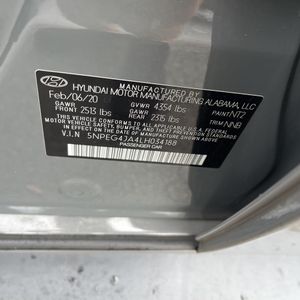 MANUFACTURED BY
HYUNDAI MOTOR MANUFACTURING ALABAMA, LLC
Feb/06/20 GVWR 4354 lbs
GAWR FRONT 2513 lbs GAWR REAR 2315 lbs PAINT NT2
TRIM NNB
THIS VEHICLE CONFORMS TO ALL APPLICABLE U.S.A FEDERAL
MOTOR VEHICLE SAFETY, BUMPER, AND THEFT PREVENTION
STANDARDS IN EFFECT ON THE DATE OF MANUFACTURE SHOWN ABOVE.
V.I.N 5NPEG4JA4LH034188
PASSENGER CAR